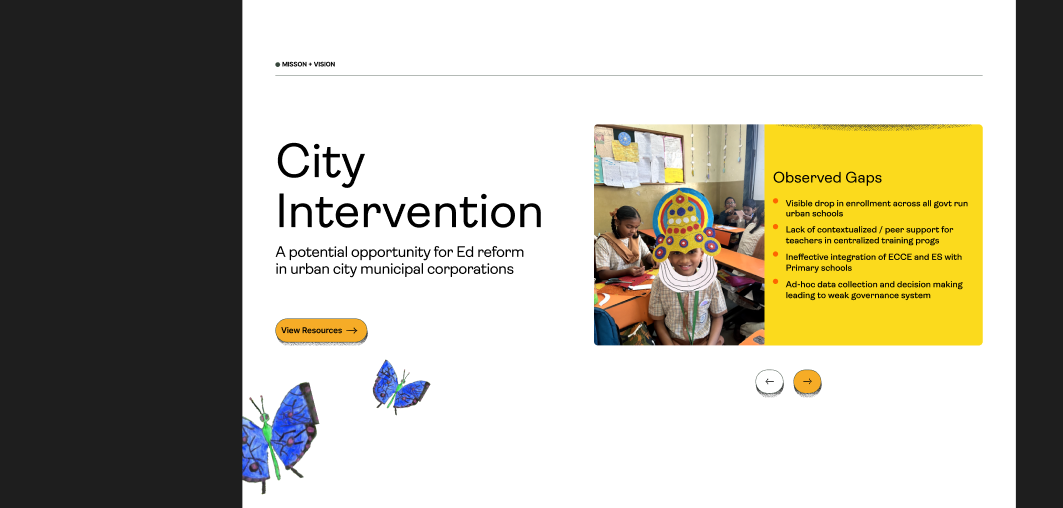 MISSON + VISION
City
Intervention
A potential opportunity for Ed reform
in urban city municipal corporations
View Resources
Observed Gaps
Visible drop in enrollment across all govt run
urban schools
Lack of contextualized / peer support for
teachers in centralized training progs
Ineffective integration of ECCE and ES with
Primary schools
Ad-hoc data collection and decision making
leading to weak governance system